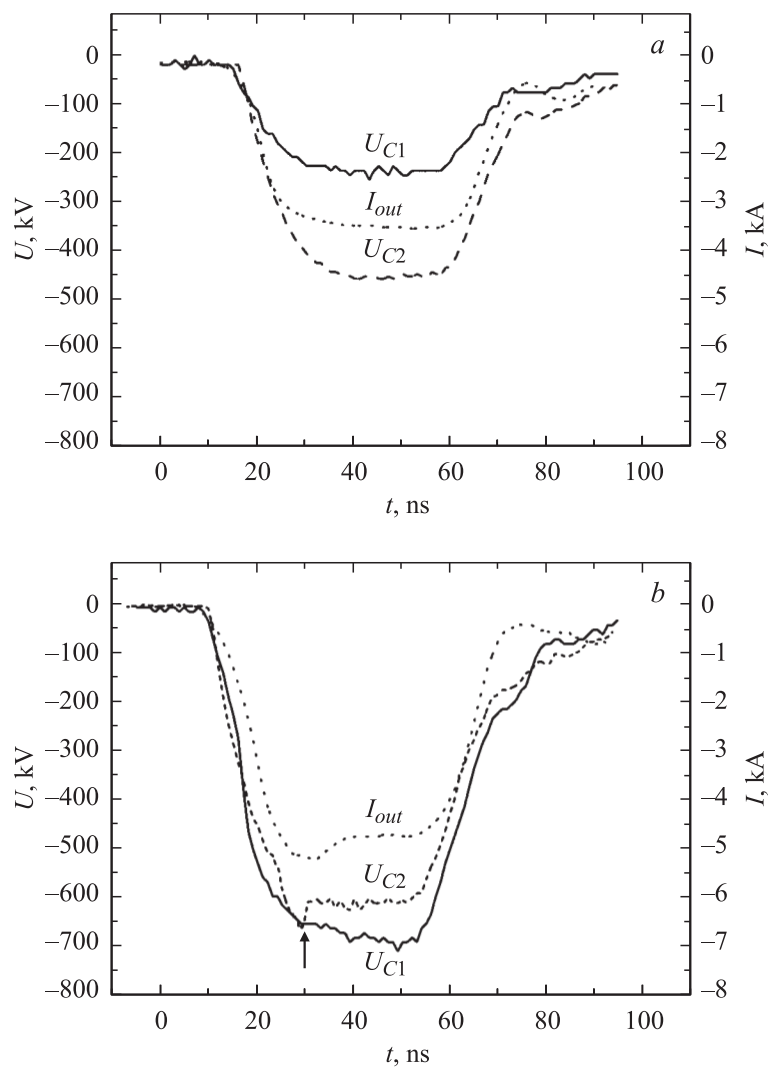 a
0
–100
–200
–300
–400
–500
–600
–700
–800
U, kV
0
–1
–2
–3
–4
–5
–6
–7
–8
I, kA
U_C1
I_out
U_C2
0 20 40 60 80 100
t, ns
b
0
–100
–200
–300
–400
–500
–600
–700
–800
U, kV
0
–1
–2
–3
–4
–5
–6
–7
–8
I, kA
I_out
U_C2
U_C1
0 20 40 60 80 100
t, ns